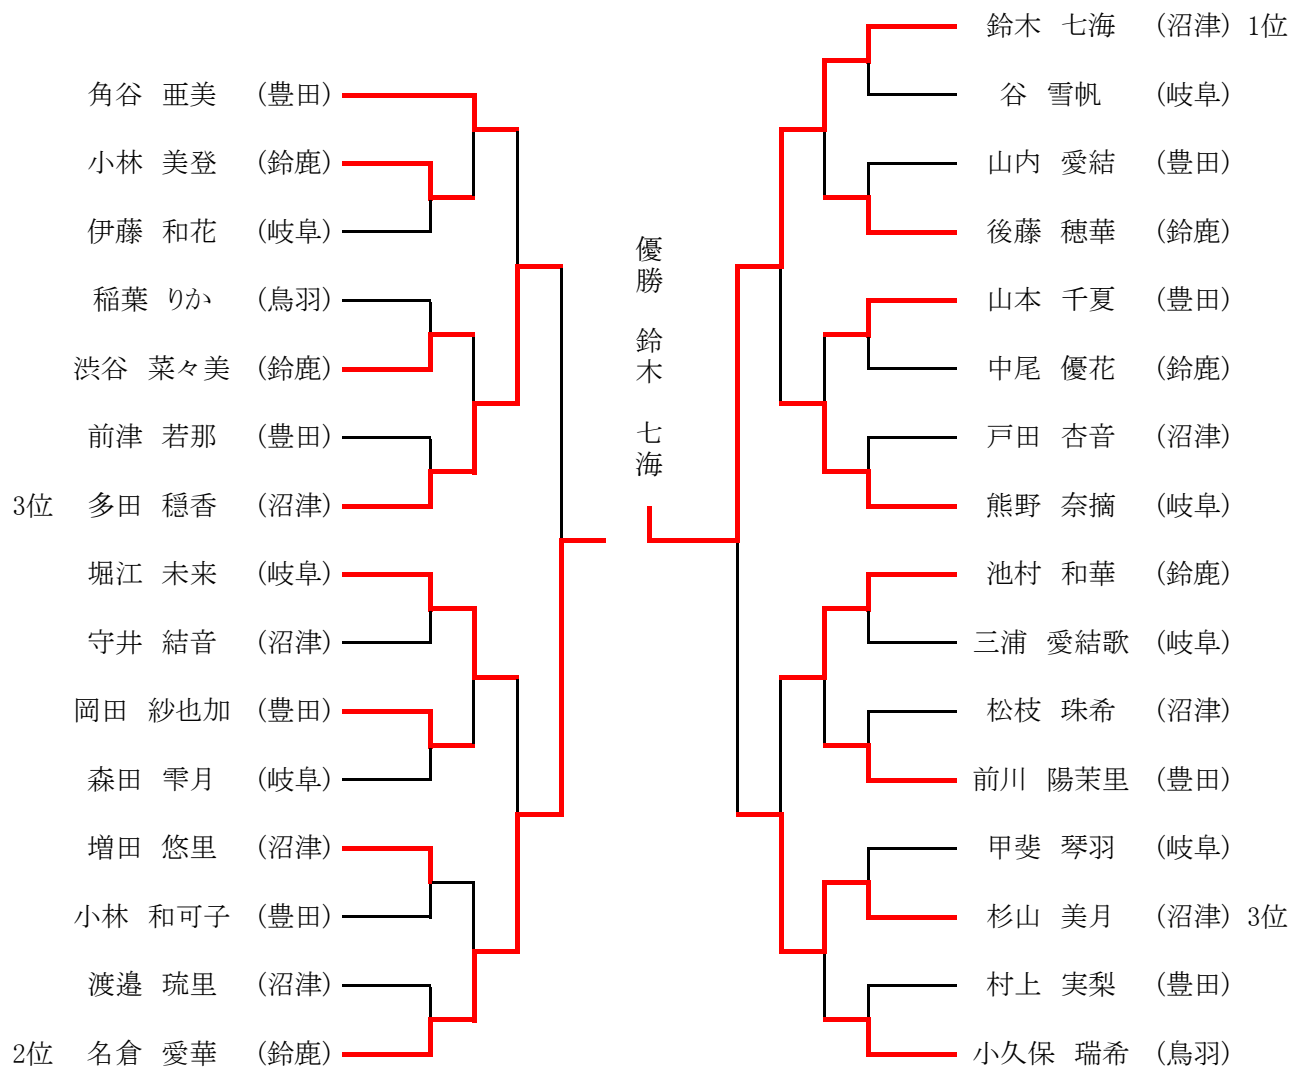 角谷 亜美 (豊田)
小林 美登 (鈴鹿)
伊藤 和花 (岐阜)
稲葉 りか (鳥羽)
渋谷 菜々美 (鈴鹿)
前津 若那 (豊田)
3位 多田 穏香 (沼津)
堀江 未来 (岐阜)
守井 結音 (沼津)
岡田 紗也加 (豊田)
森田 雫月 (岐阜)
増田 悠里 (沼津)
小林 和可子 (豊田)
渡邉 琉里 (沼津)
2位 名倉 愛華 (鈴鹿)
優勝 鈴木 七海
鈴木 七海 (沼津) 1位
谷 雪帆 (岐阜)
山内 愛結 (豊田)
後藤 穂華 (鈴鹿)
山本 千夏 (豊田)
中尾 優花 (鈴鹿)
戸田 杏音 (沼津)
熊野 奈摘 (岐阜)
池村 和華 (鈴鹿)
三浦 愛結歌 (岐阜)
松枝 珠希 (沼津)
前川 陽茉里 (豊田)
甲斐 琴羽 (岐阜)
杉山 美月 (沼津) 3位
村上 実梨 (豊田)
小久保 瑞希 (鳥羽)